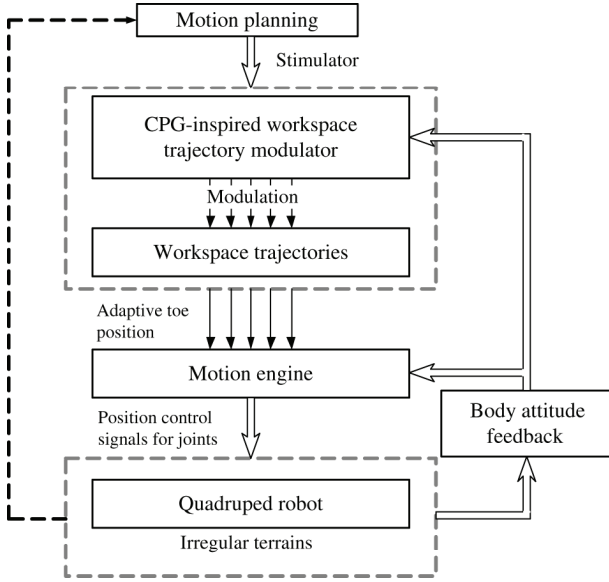 Motion planning
Stimulator
CPG-inspired workspace
trajectory modulator
Modulation
Workspace trajectories
Adaptive toe
position
Motion engine
Position control
signals for joints
Body attitude
feedback
Quadruped robot
Irregular terrains